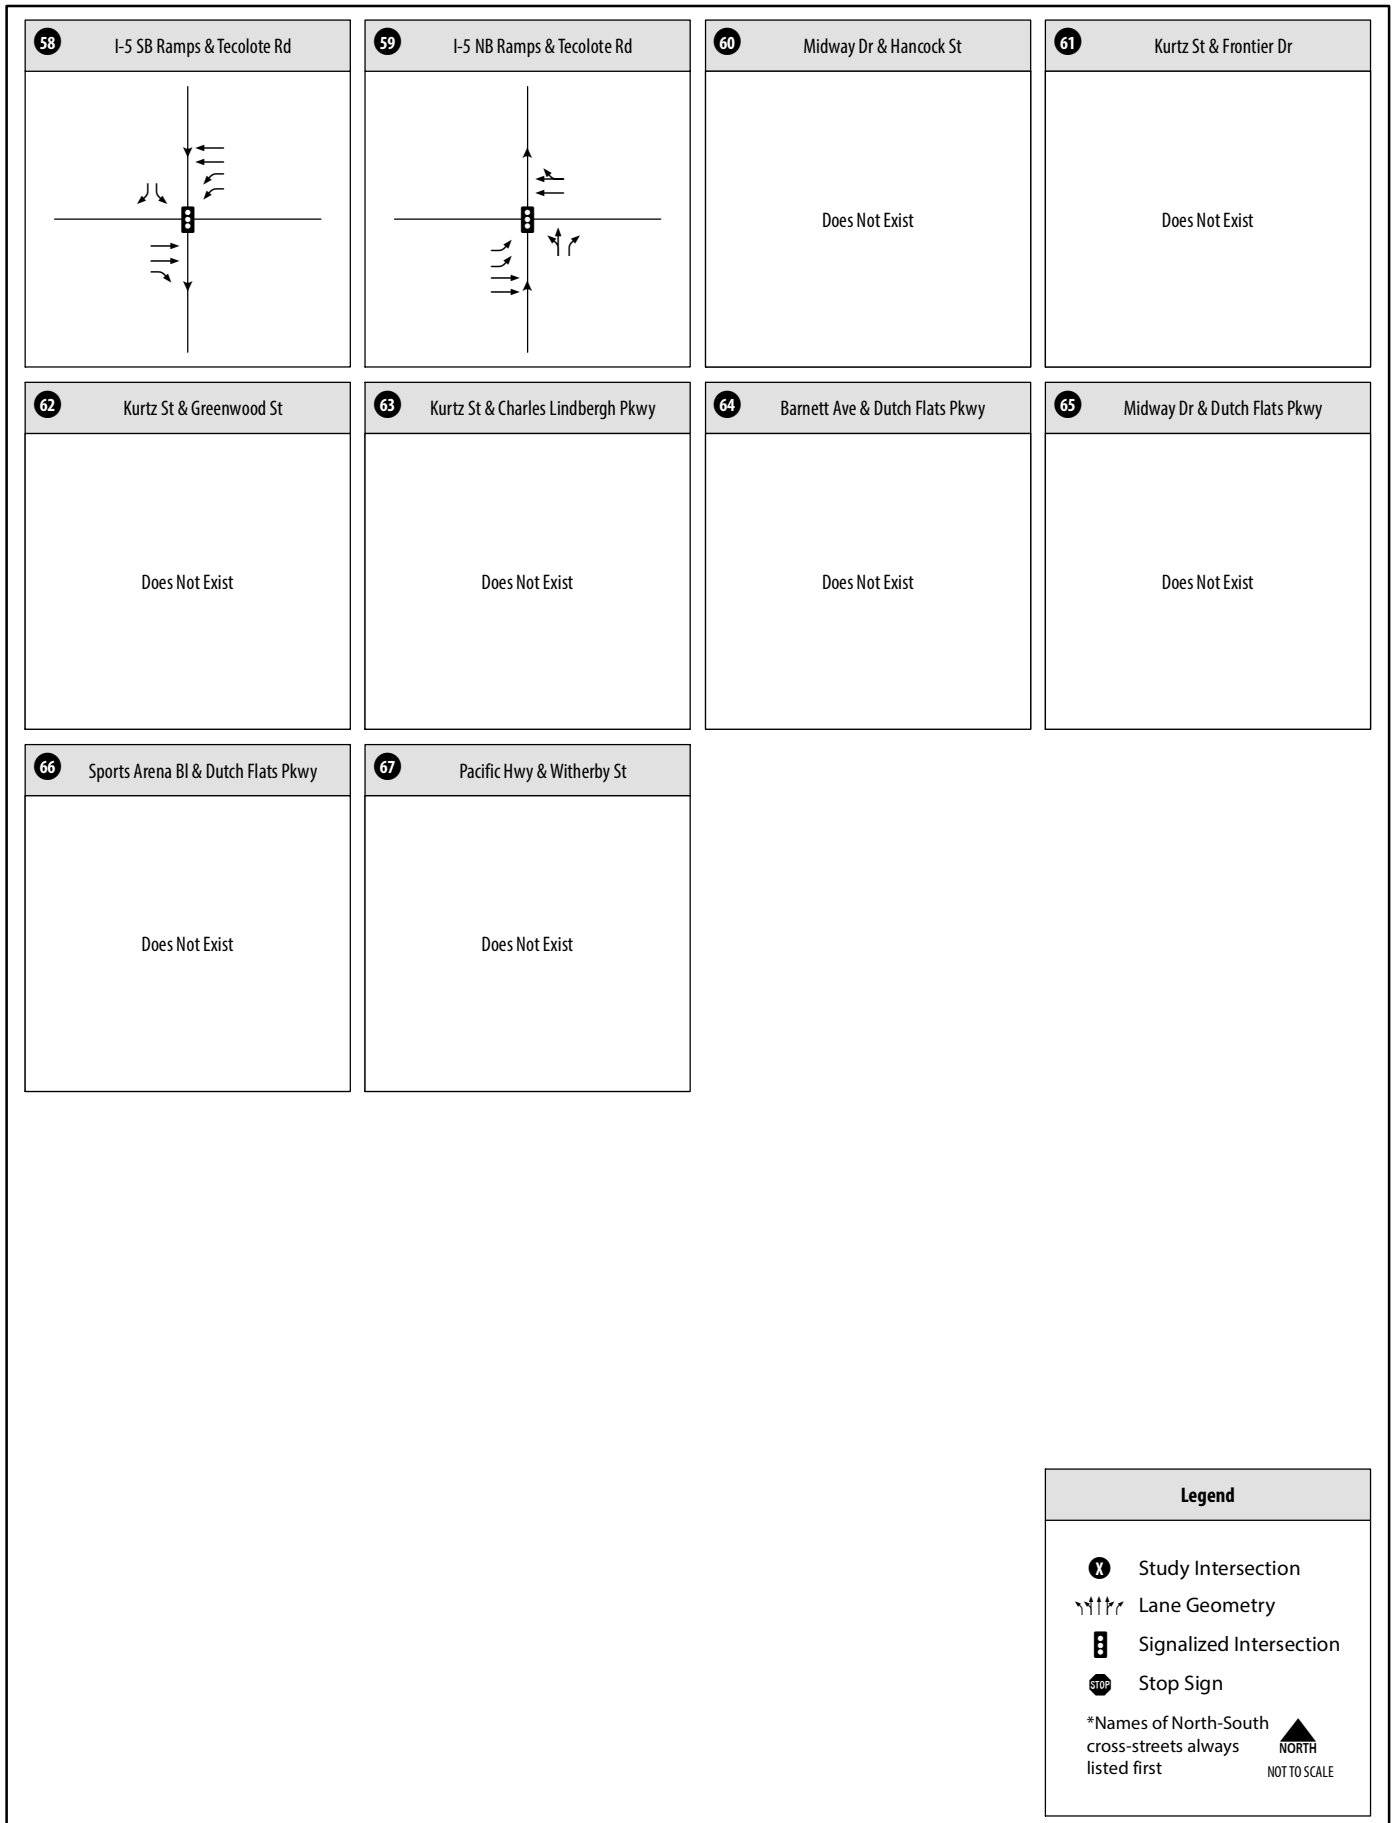 58 I-5 SB Ramps & Tecolote Rd
59 I-5 NB Ramps & Tecolote Rd
60 Midway Dr & Hancock St
Does Not Exist
61 Kurtz St & Frontier Dr
Does Not Exist
62 Kurtz St & Greenwood St
Does Not Exist
63 Kurtz St & Charles Lindbergh Pkwy
Does Not Exist
64 Barnett Ave & Dutch Flats Pkwy
Does Not Exist
65 Midway Dr & Dutch Flats Pkwy
Does Not Exist
66 Sports Arena Bl & Dutch Flats Pkwy
Does Not Exist
67 Pacific Hwy & Witherby St
Does Not Exist
Legend
X Study Intersection
Lane Geometry
Signalized Intersection
STOP Stop Sign
*Names of North-South
cross-streets always
listed first
NORTH
NOT TO SCALE